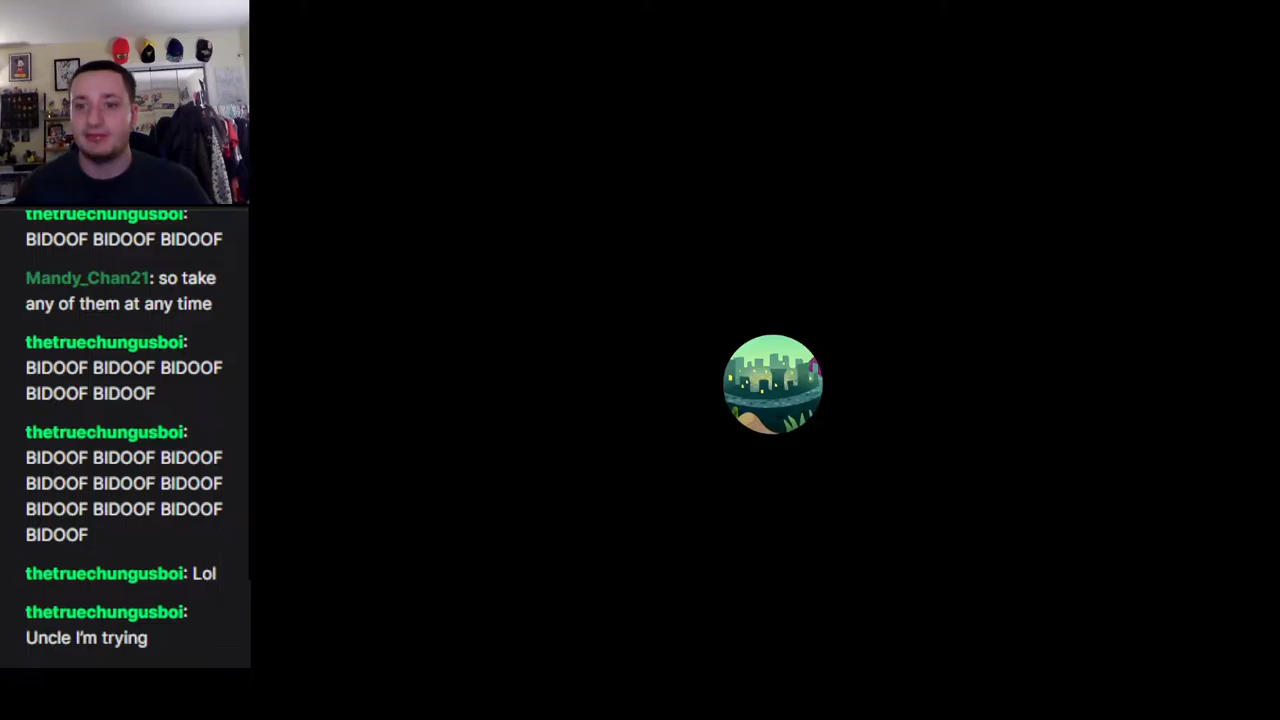 thetruechungusboi:
BIDOOF BIDOOF BIDOOF
Mandy_Chan21: so take
any of them at any time
thetruechungusboi:
BIDOOF BIDOOF BIDOOF
BIDOOF BIDOOF
thetruechungusboi:
BIDOOF BIDOOF BIDOOF
BIDOOF BIDOOF BIDOOF
BIDOOF BIDOOF BIDOOF
BIDOOF
thetruechungusboi: Lol
thetruechungusboi:
Uncle I'm trying